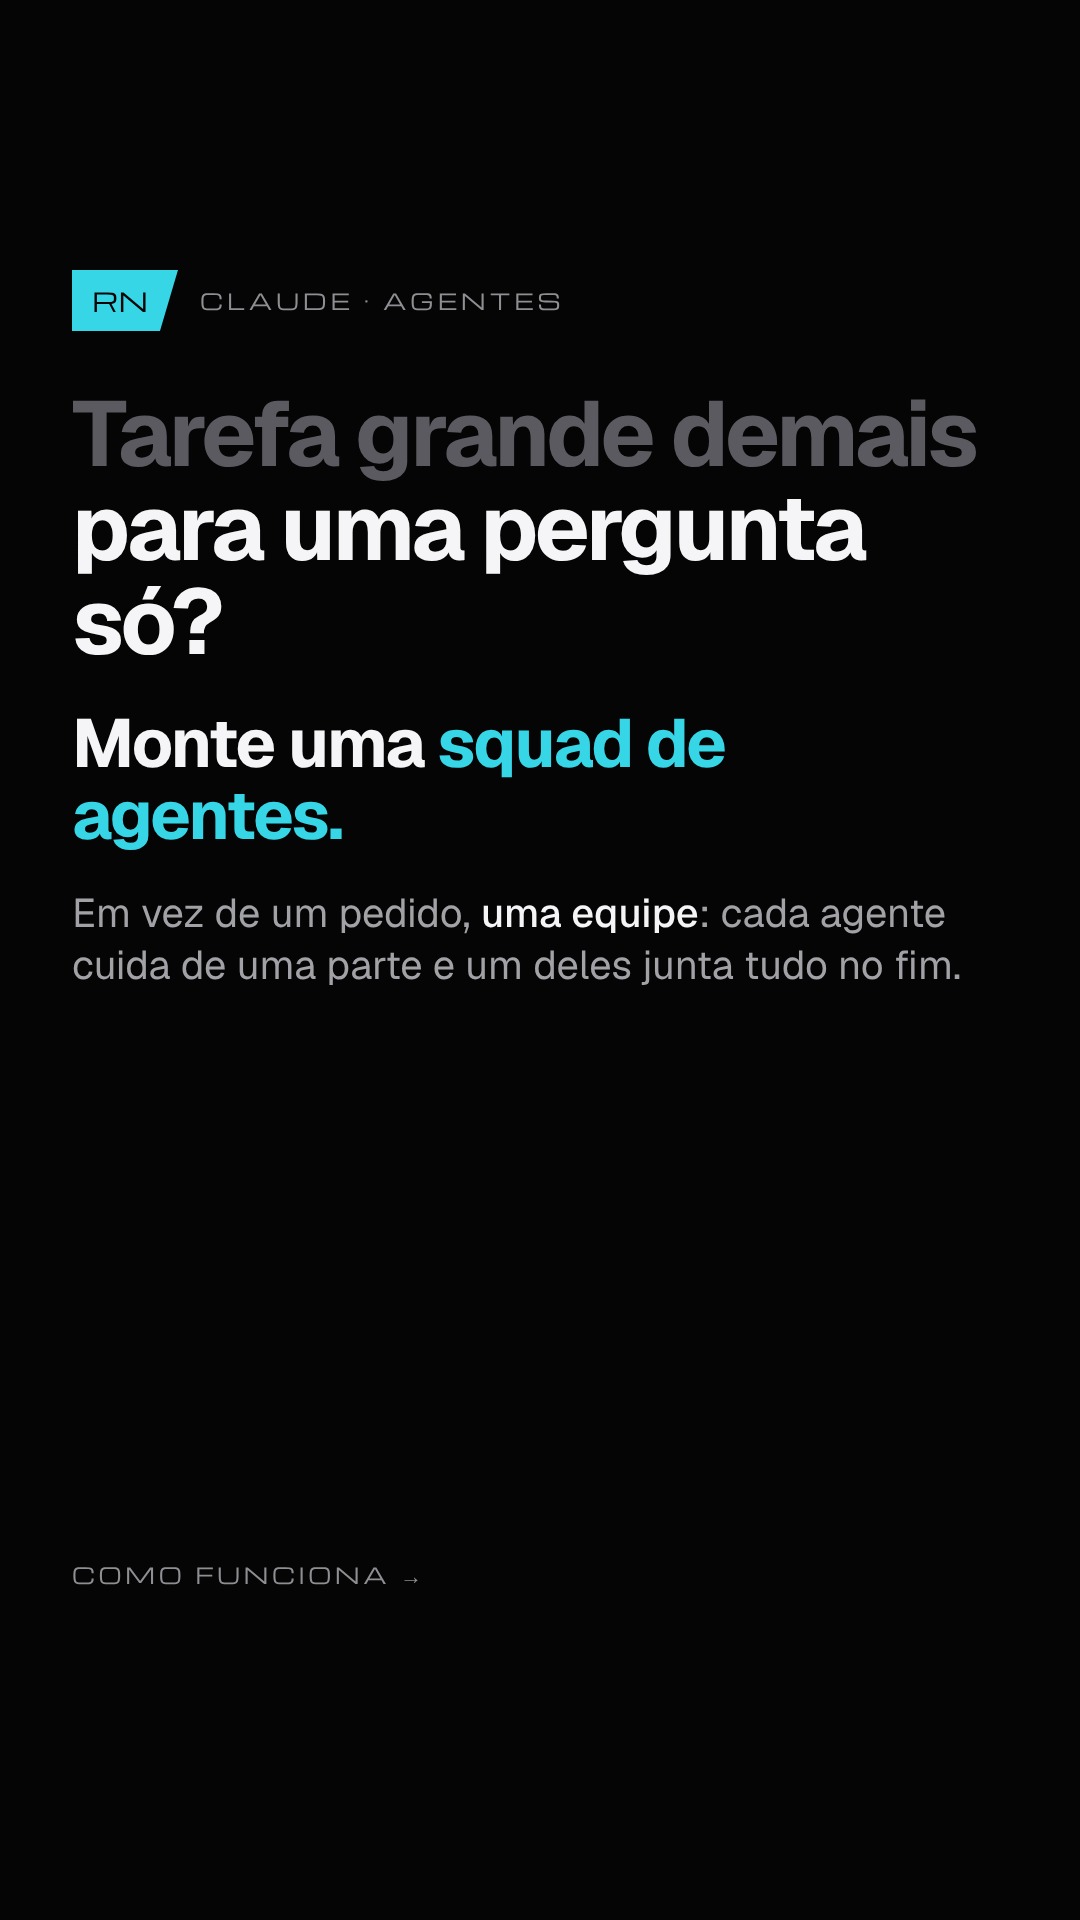 RN CLAUDE · AGENTES
Tarefa grande demais
para uma pergunta
só?
Monte uma squad de
agentes.
Em vez de um pedido, uma equipe: cada agente
cuida de uma parte e um deles junta tudo no fim.
COMO FUNCIONA →